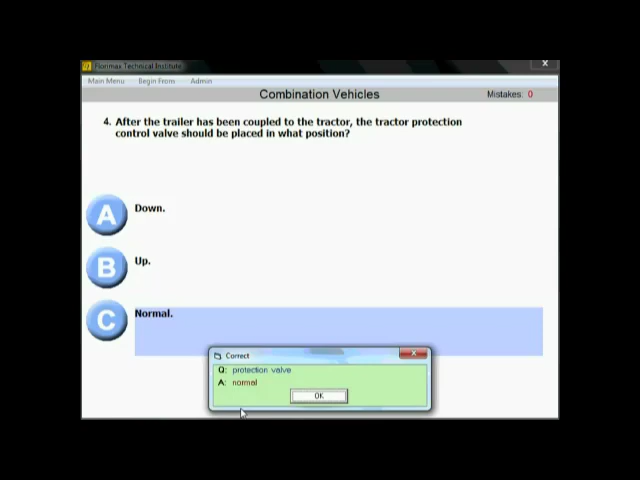 Ronmas Technical Institute
Main Menu Begin From Admin
Combination Vehicles Mistakes: 0
4. After the trailer has been coupled to the tractor, the tractor protection
control valve should be placed in what position?
A Down.
B Up.
C Normal.
Correct
Q: protection valve
A: normal
OK